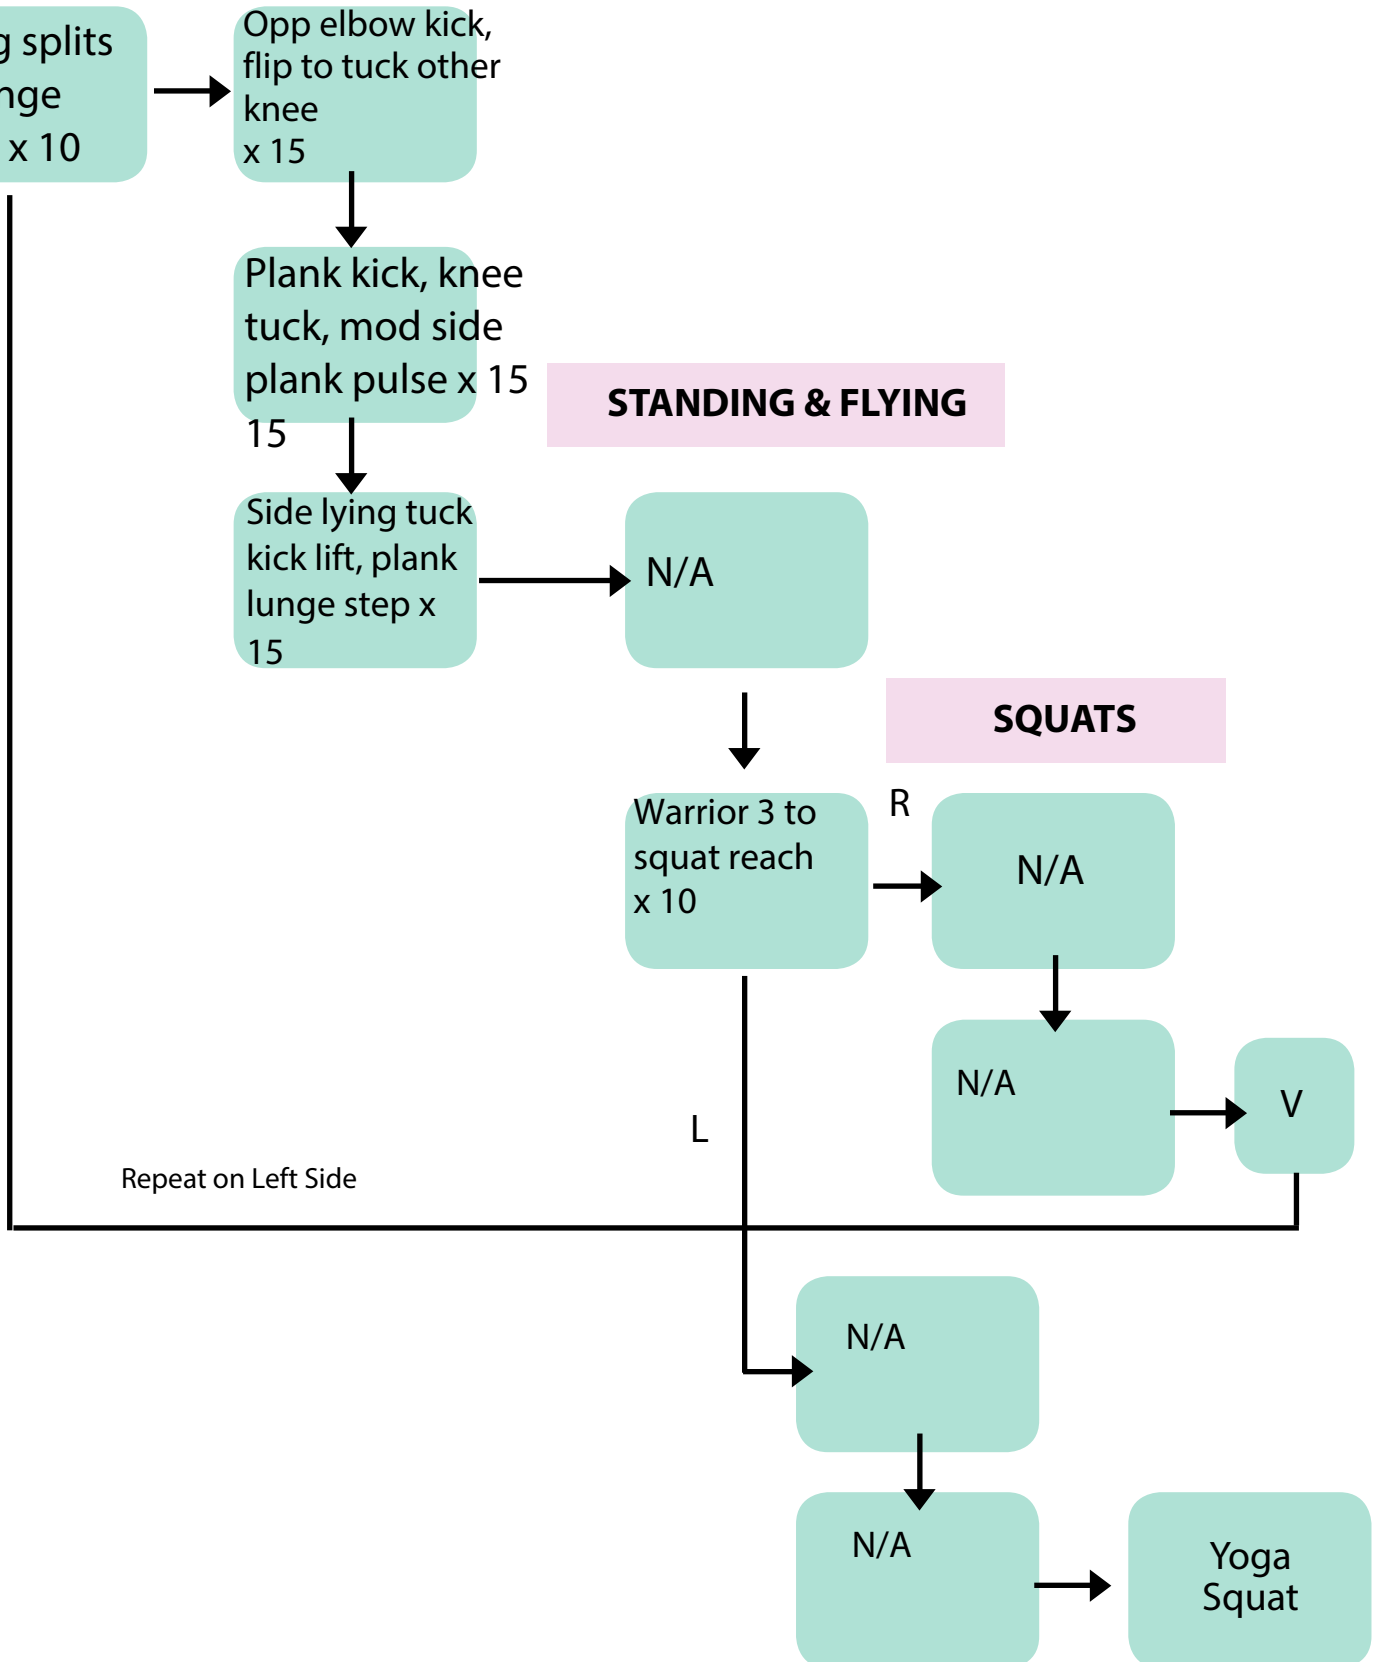 g splits
nge
x 10
Opp elbow kick,
flip to tuck other
knee
x 15
Plank kick, knee
tuck, mod side
plank pulse x 15
15
STANDING & FLYING
Side lying tuck
kick lift, plank
lunge step x
15
N/A
SQUATS
Warrior 3 to
squat reach
x 10
R
N/A
N/A
V
L
Repeat on Left Side
N/A
N/A
Yoga
Squat